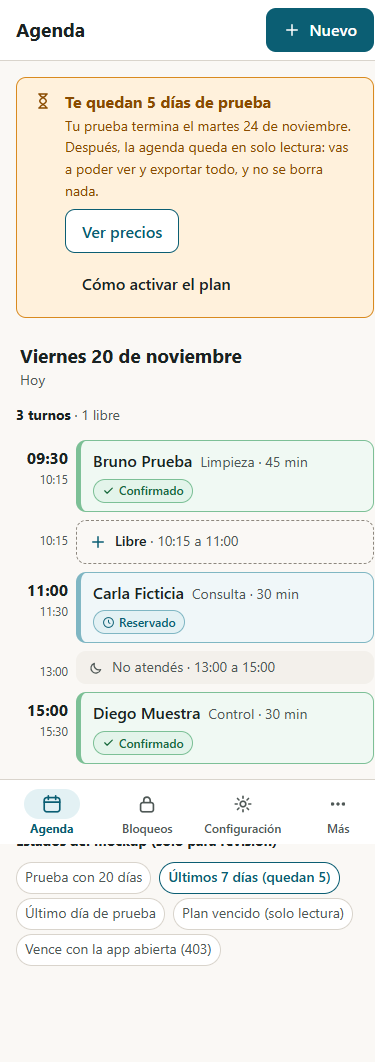 Agenda
Nuevo
Te quedan 5 días de prueba
Tu prueba termina el martes 24 de noviembre.
Después, la agenda queda en solo lectura: vas
a poder ver y exportar todo, y no se borra
nada.
Ver precios
Cómo activar el plan
Viernes 20 de noviembre
Hoy
3 turnos · 1 libre
09:30 Bruno Prueba Limpieza · 45 min
10:15 Confirmado
10:15 Libre · 10:15 a 11:00
11:00 Carla Ficticia Consulta · 30 min
11:30 Reservado
13:00 No atendés · 13:00 a 15:00
15:00 Diego Muestra Control · 30 min
15:30 Confirmado
Agenda Bloqueos Configuración Más
Estados del mockup (solo para revisión)
Prueba con 20 días Últimos 7 días (quedan 5)
Último día de prueba Plan vencido (solo lectura)
Vence con la app abierta (403)